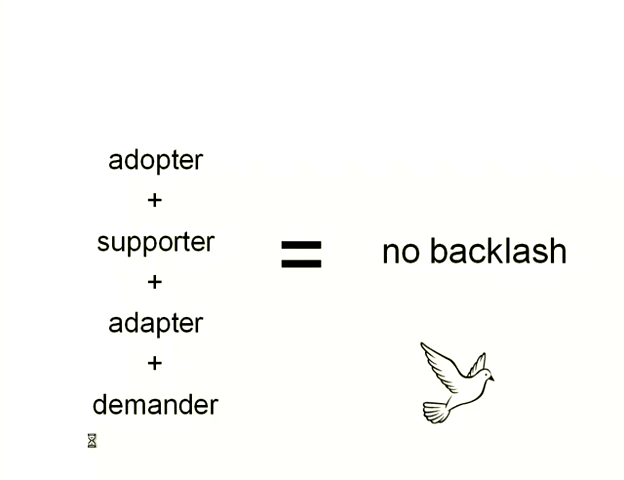 adopter
+
supporter
+
adapter
+
demander
=
no backlash